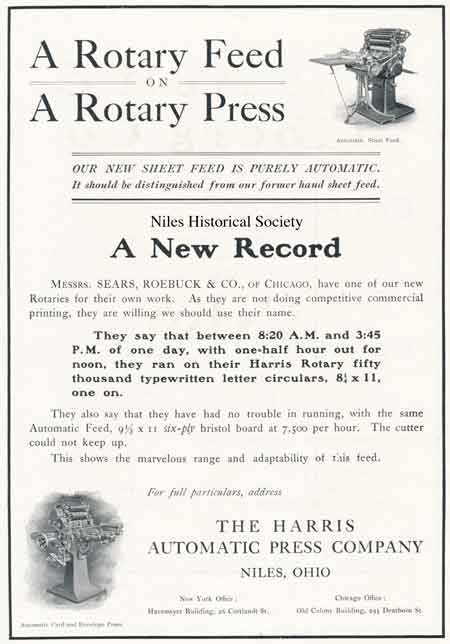 A Rotary Feed
ON
A Rotary Press
Automatic Sheet Feed.
OUR NEW SHEET FEED IS PURELY AUTOMATIC.
It should be distinguished from our former hand sheet feed.
Niles Historical Society
A New Record
MESSRS. SEARS, ROEBUCK & CO., OF CHICAGO, have one of our new
Rotaries for their own work. As they are not doing competitive commercial
printing, they are willing we should use their name.
They say that between 8:20 A.M. and 3:45
P.M. of one day, with one-half hour out for
noon, they ran on their Harris Rotary fifty
thousand typewritten letter circulars, 8½ x 11,
one on.
They also say that they have had no trouble in running, with the same
Automatic Feed, 9½ x 11 six-ply bristol board at 7,500 per hour. The cutter
could not keep up.
This shows the marvelous range and adaptability of this feed.
For full particulars, address
THE HARRIS
AUTOMATIC PRESS COMPANY
NILES, OHIO
Automatic Card and Envelope Press.
New York Office:
Havemeyer Building, 26 Cortlandt St.
Chicago Office:
Old Colony Building, 293 Dearborn St.